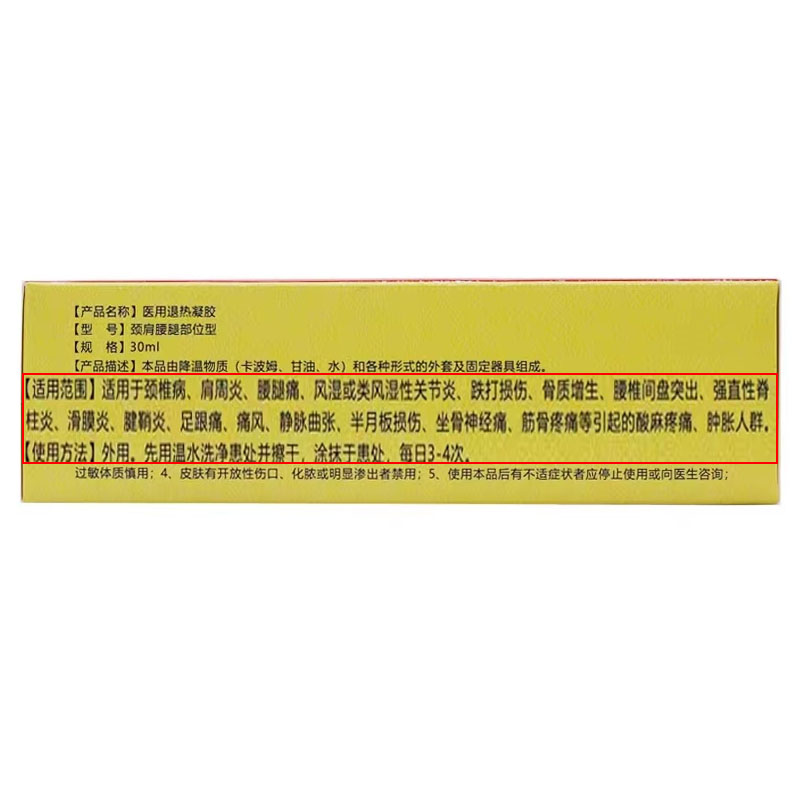 【产品名称】医用退热凝胶
【型　号】颈肩腰腿部位型
【规　格】30ml
【产品描述】本品由降温物质（卡波姆、甘油、水）和各种形式的外套及固定器具组成。
【适用范围】适用于颈椎病、肩周炎、腰腿痛、风湿或类风湿性关节炎、跌打损伤、骨质增生、腰椎间盘突出、强直性脊
柱炎、滑膜炎、腱鞘炎、足跟痛、痛风、静脉曲张、半月板损伤、坐骨神经痛、筋骨疼痛等引起的酸麻疼痛、肿胀人群。
【使用方法】外用。先用温水洗净患处并擦干，涂抹于患处、每日3-4次。
过敏体质慎用；4、皮肤有开放性伤口、化脓或明显渗出者禁用；5、使用本品后有不适症状者应停止使用或向医生咨询；